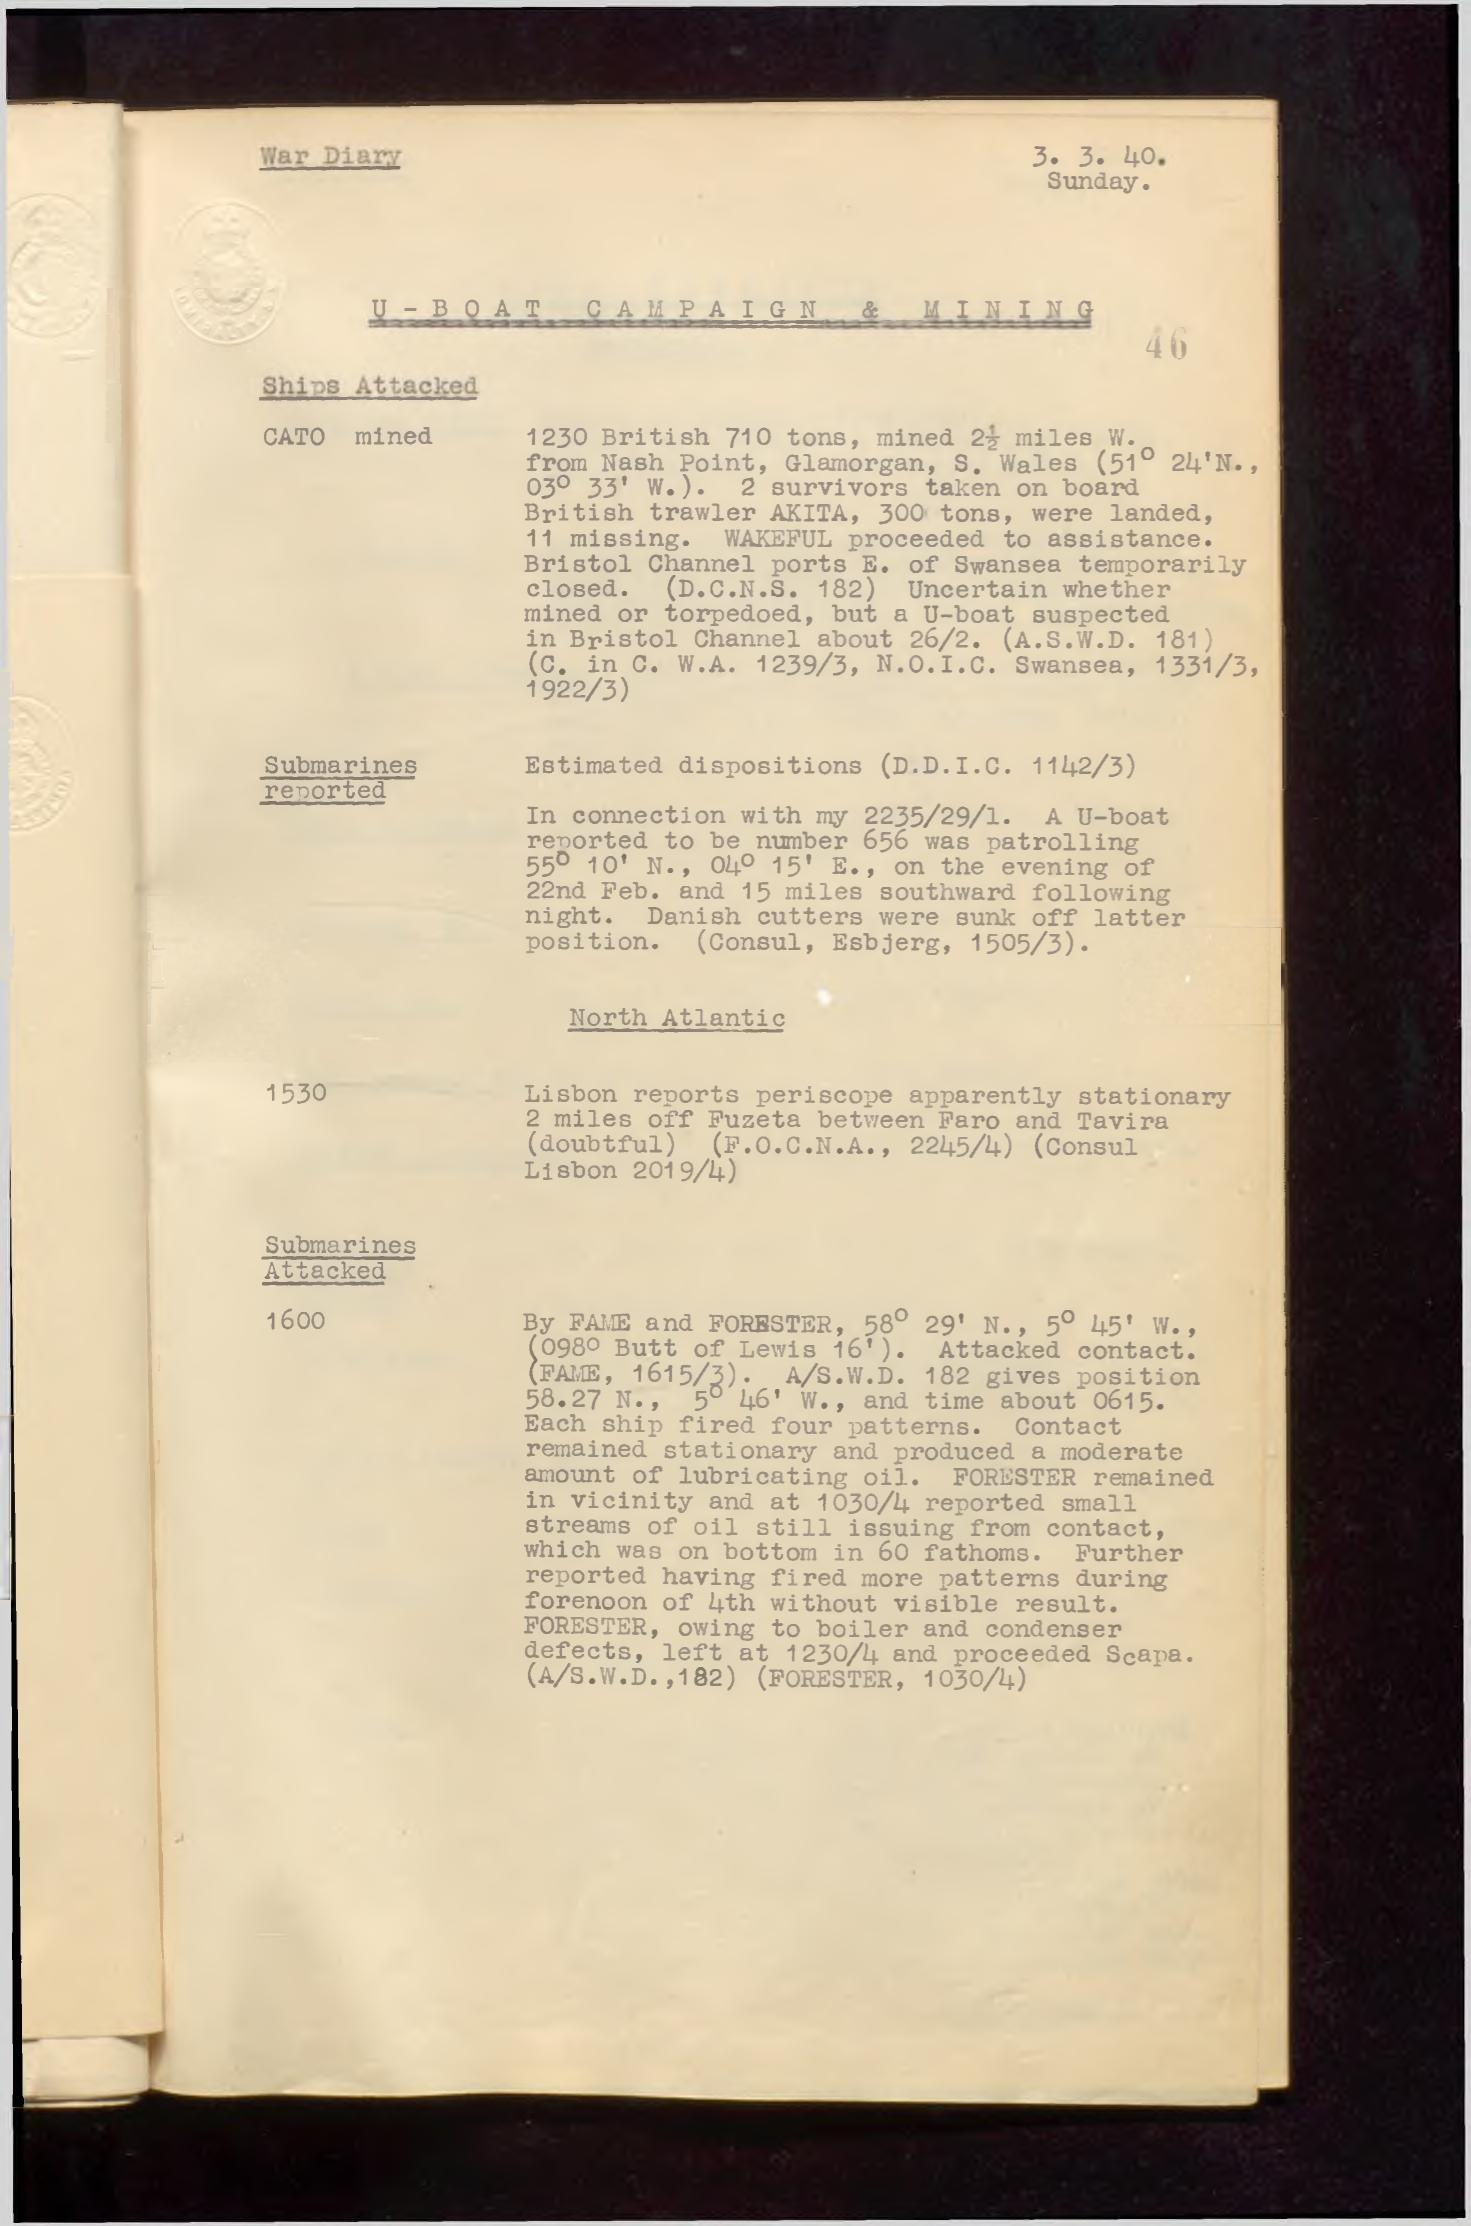 War Diary
3. 3. 40.
Sunday.
U-BOAT CAMPAIGN & MINING
46
Ships Attacked
CATO mined
1230 British 710 tons, mined 2½ miles W.
from Nash Point, Glamorgan, S. Wales (51° 24'N.,
03° 33' W.). 2 survivors taken on board
British trawler AKITA, 300 tons, were landed,
11 missing. WAKEFUL proceeded to assistance.
Bristol Channel ports E. of Swansea temporarily
closed. (D.C.N.S. 182) Uncertain whether
mined or torpedoed, but a U-boat suspected
in Bristol Channel about 26/2. (A.S.W.D. 181)
(C. in C. W.A. 1239/3, N.O.I.C. Swansea, 1331/3,
1922/3)
Submarines
reported
Estimated dispositions (D.D.I.C. 1142/3)
In connection with my 2235/29/1. A U-boat
reported to be number 656 was patrolling
55° 10' N., 04° 15' E., on the evening of
22nd Feb. and 15 miles southward following
night. Danish cutters were sunk off latter
position. (Consul, Esbjerg, 1505/3).
North Atlantic
1530
Lisbon reports periscope apparently stationary
2 miles off Fuzeta between Faro and Tavira
(doubtful) (F.O.C.N.A., 2245/4) (Consul
Lisbon 2019/4)
Submarines
Attacked
1600
By FAME and FORESTER, 58° 29' N., 5° 45' W.,
(098° Butt of Lewis 16'). Attacked contact.
(FAME, 1615/3). A/S.W.D. 182 gives position
58.27 N., 5° 46' W., and time about 0615.
Each ship fired four patterns. Contact
remained stationary and produced a moderate
amount of lubricating oil. FORESTER remained
in vicinity and at 1030/4 reported small
streams of oil still issuing from contact,
which was on bottom in 60 fathoms. Further
reported having fired more patterns during
forenoon of 4th without visible result.
FORESTER, owing to boiler and condenser
defects, left at 1230/4 and proceeded Scapa.
(A/S.W.D.,182) (FORESTER, 1030/4)